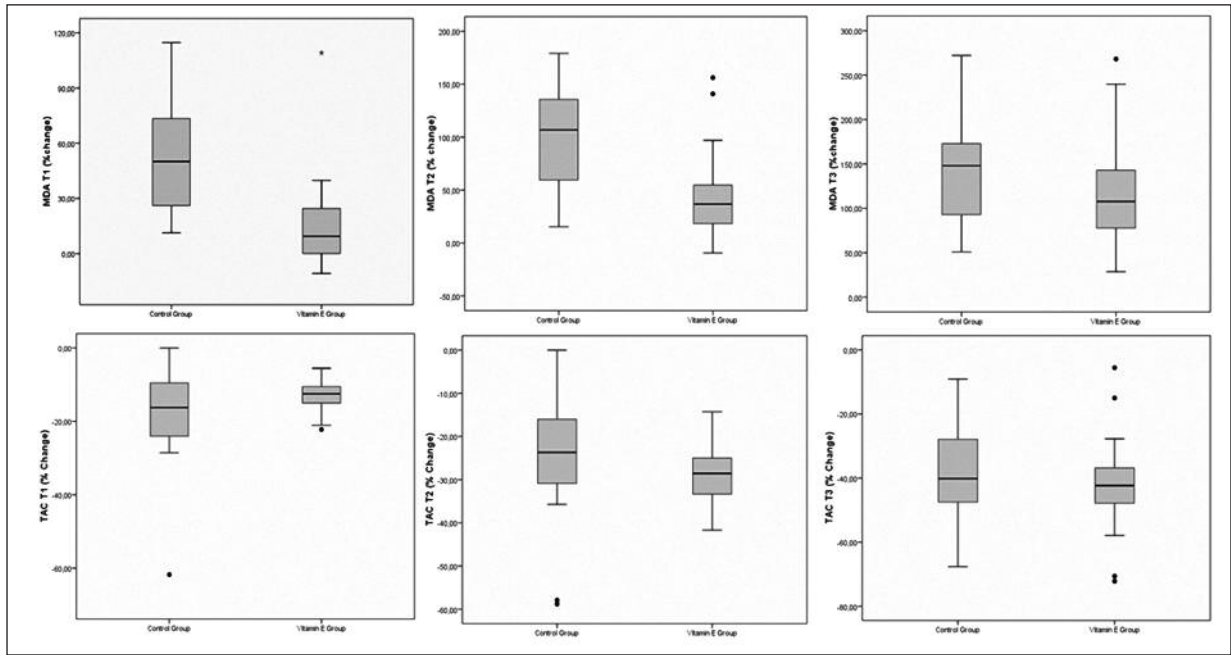 120,00
90,00
60,00
30,00
0,00
MDA T1 (%change)
Control Group
Vitamin E Group
200,00
150,00
100,00
50,00
0,00
-50,00
MDA T2 (% change)
Control Group
Vitamin E Group
300,00
250,00
200,00
150,00
100,00
50,00
0,00
MDA T3 (%change)
Control Group
Vitamin E Group
0,00
-20,00
-40,00
-60,00
TAC T1 (% Change)
Control Group
Vitamin E Group
0,00
-10,00
-20,00
-30,00
-40,00
-50,00
-60,00
TAC T2 (% Change)
Control Group
Vitamin E Group
0,00
-20,00
-40,00
-60,00
-80,00
TAC T3 (% Change)
Control Group
Vitamin E Group